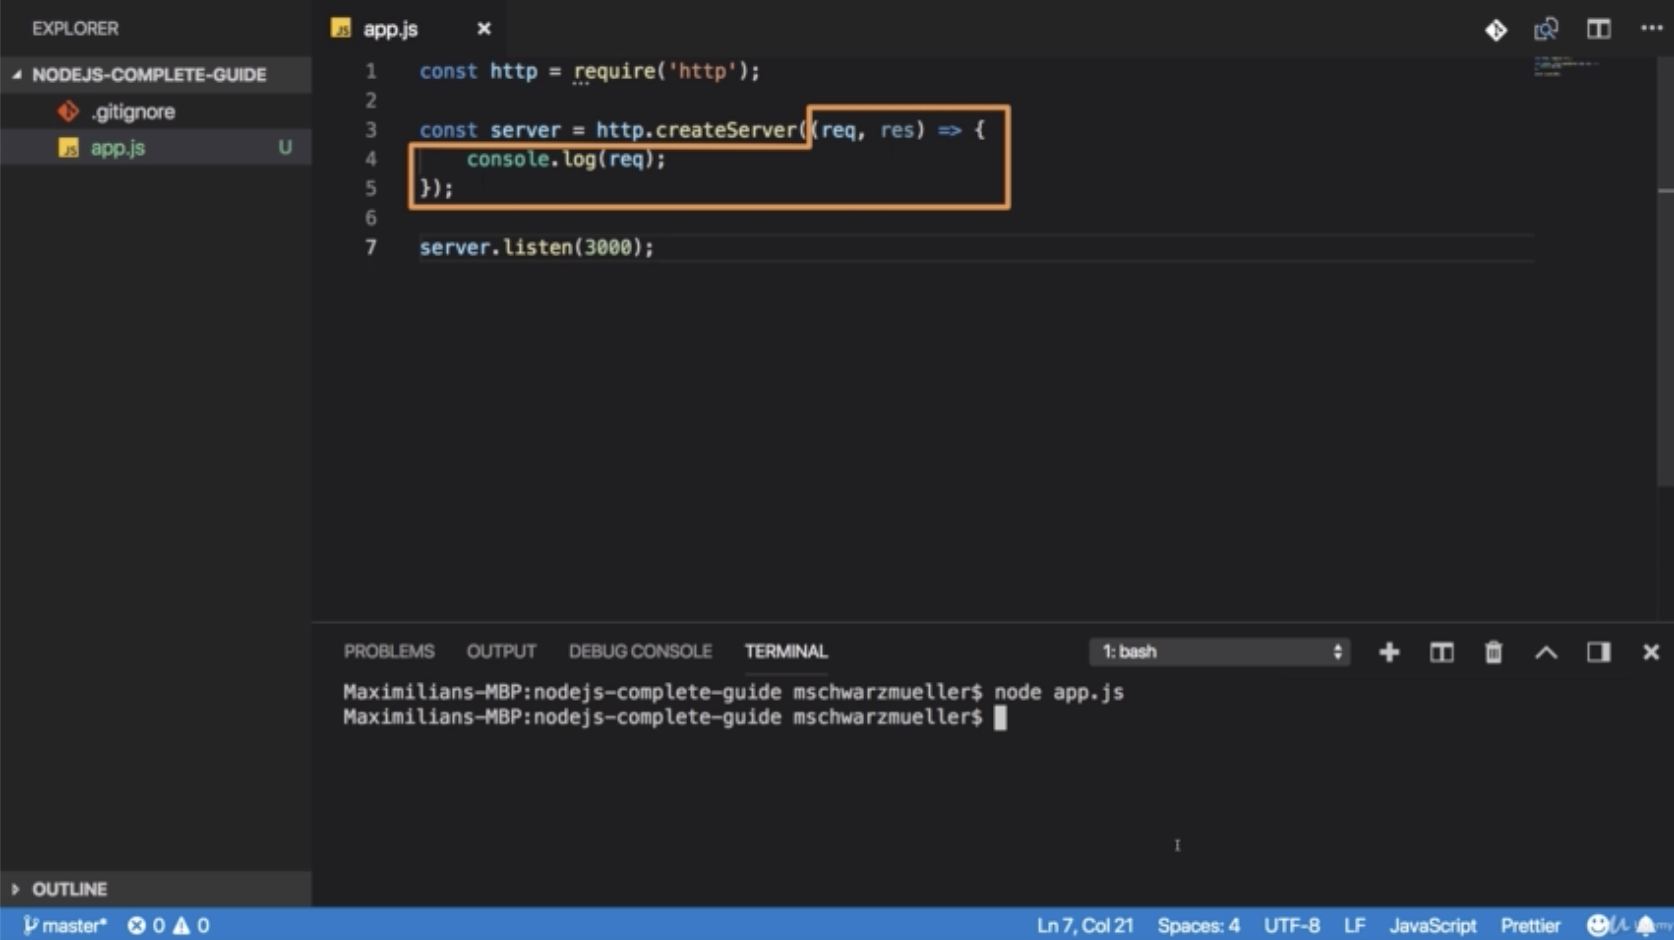 EXPLORER
app.js
NODEJS-COMPLETE-GUIDE
.gitignore
app.js U
1 const http = require('http');
2
3 const server = http.createServer((req, res) => {
4 console.log(req);
5 });
6
7 server.listen(3000);
PROBLEMS OUTPUT DEBUG CONSOLE TERMINAL 1: bash
Maximilians-MBP:nodejs-complete-guide mschwarzmueller$ node app.js
Maximilians-MBP:nodejs-complete-guide mschwarzmueller$
OUTLINE
master* 0 0 Ln 7, Col 21 Spaces: 4 UTF-8 LF JavaScript Prettier